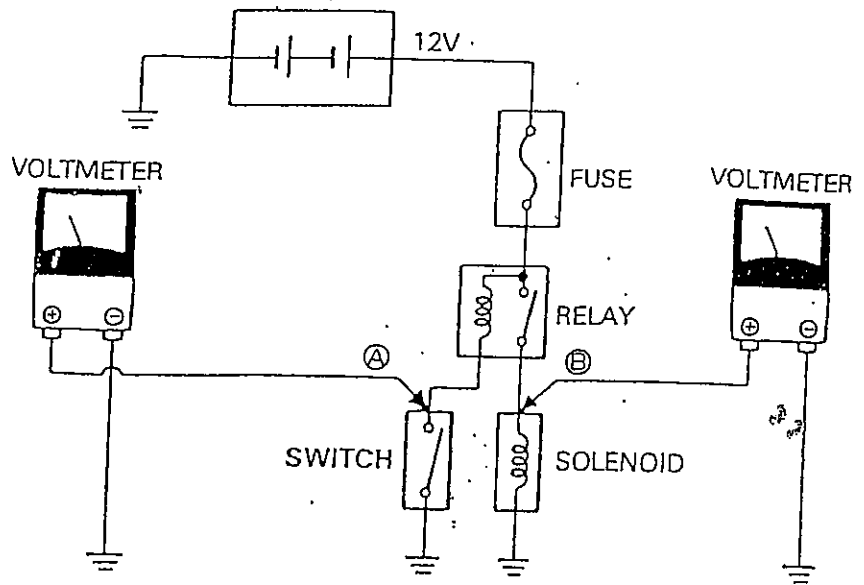 12V
FUSE
VOLTMETER
VOLTMETER
RELAY
+ −
+ −
A
B
SWITCH
SOLENOID